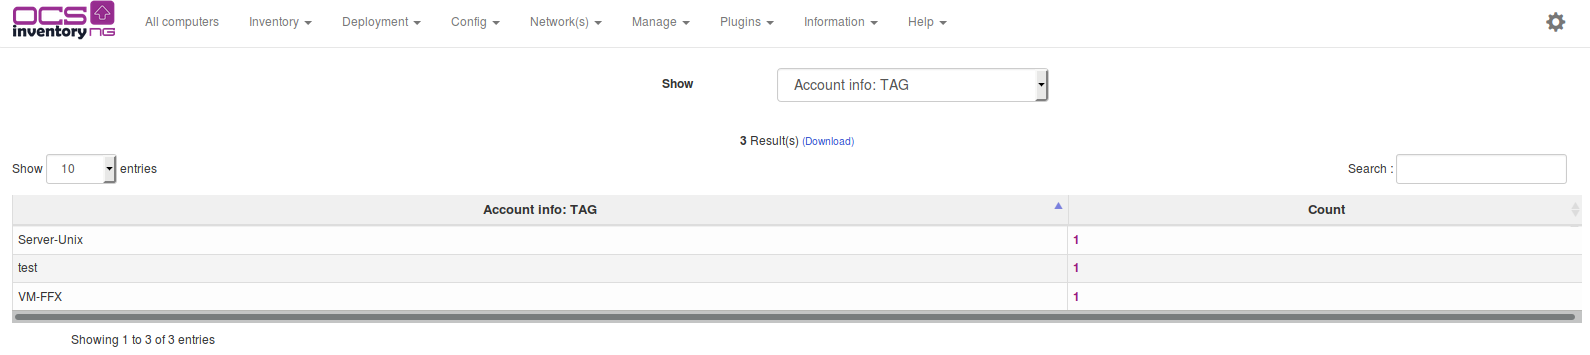 OCS inventory NG
All computers Inventory Deployment Config Network(s) Manage Plugins Information Help
Show Account info: TAG
3 Result(s) (Download)
Show 10 entries Search :
Account info: TAG Count
Server-Unix 1
test 1
VM-FFX 1
Showing 1 to 3 of 3 entries